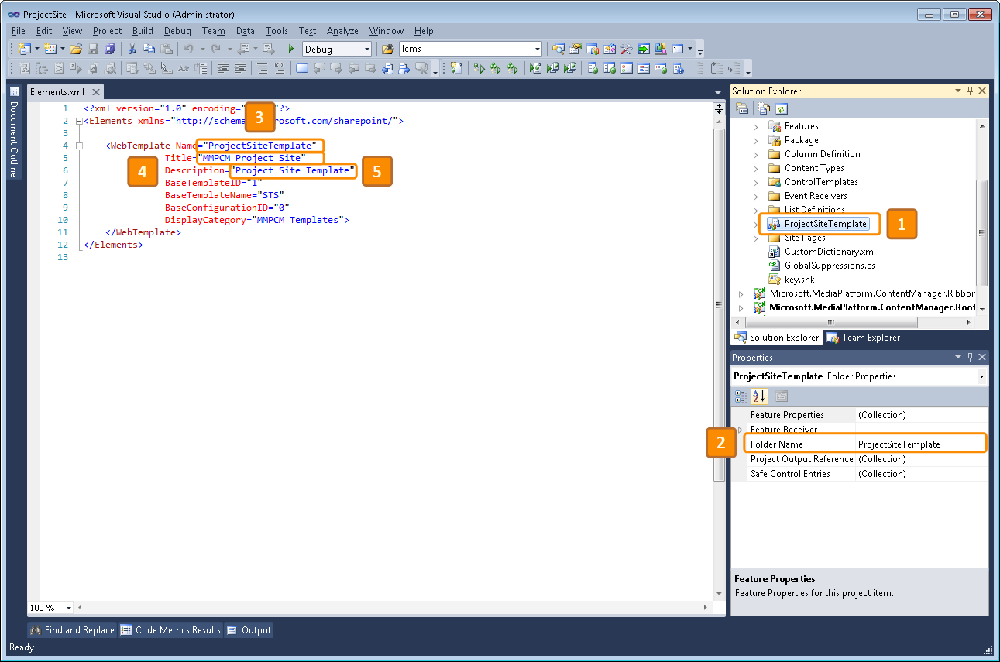 ProjectSite - Microsoft Visual Studio (Administrator)
File Edit View Project Build Debug Team Data Tools Test Analyze Window Help
Debug lcms
Document Outline
Elements.xml
1 <?xml version="1.0" encoding=" "?>
3
2 <Elements xmlns="http://schema rosoft.com/sharepoint/">
3
4 <WebTemplate Name="ProjectSiteTemplate"
5 Title="MMPCM Project Site"
4
6 Description="Project Site Template"
5
7 BaseTemplateID="1"
8 BaseTemplateName="STS"
9 BaseConfigurationID="0"
10 DisplayCategory="MMPCM Templates">
11 </WebTemplate>
12 </Elements>
13
100 %
Solution Explorer
Features
Package
Column Definition
Content Types
ControlTemplates
Event Receivers
List Definitions
ProjectSiteTemplate
1
Site Pages
CustomDictionary.xml
GlobalSuppressions.cs
key.snk
Microsoft.MediaPlatform.ContentManager.Ribbon
Microsoft.MediaPlatform.ContentManager.Root
Solution Explorer Team Explorer
Properties
ProjectSiteTemplate Folder Properties
Feature Properties (Collection)
Feature Receiver
2
Folder Name ProjectSiteTemplate
Project Output Reference (Collection)
Safe Control Entries (Collection)
Feature Properties
Feature Properties for this project item.
Find and Replace Code Metrics Results Output
Ready